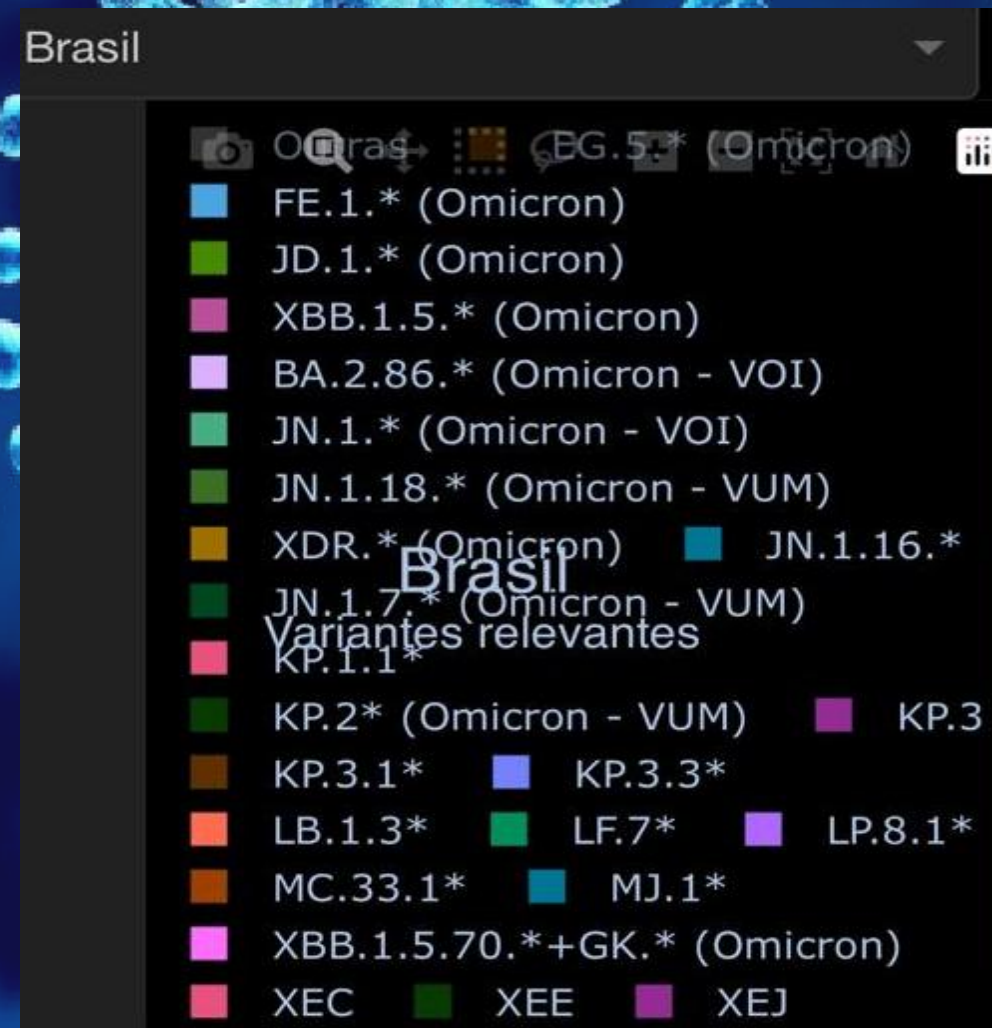 Brasil
Outras EG.5.* (Omicron)
FE.1.* (Omicron)
JD.1.* (Omicron)
XBB.1.5.* (Omicron)
BA.2.86.* (Omicron - VOI)
JN.1.* (Omicron - VOI)
JN.1.18.* (Omicron - VUM)
XDR.* (Omicron) JN.1.16.*
Brasil
JN.1.7.* (Omicron - VUM)
Variantes relevantes
KP.1.1*
KP.2* (Omicron - VUM) KP.3
KP.3.1* KP.3.3*
LB.1.3* LF.7* LP.8.1*
MC.33.1* MJ.1*
XBB.1.5.70.*+GK.* (Omicron)
XEC XEE XEJ